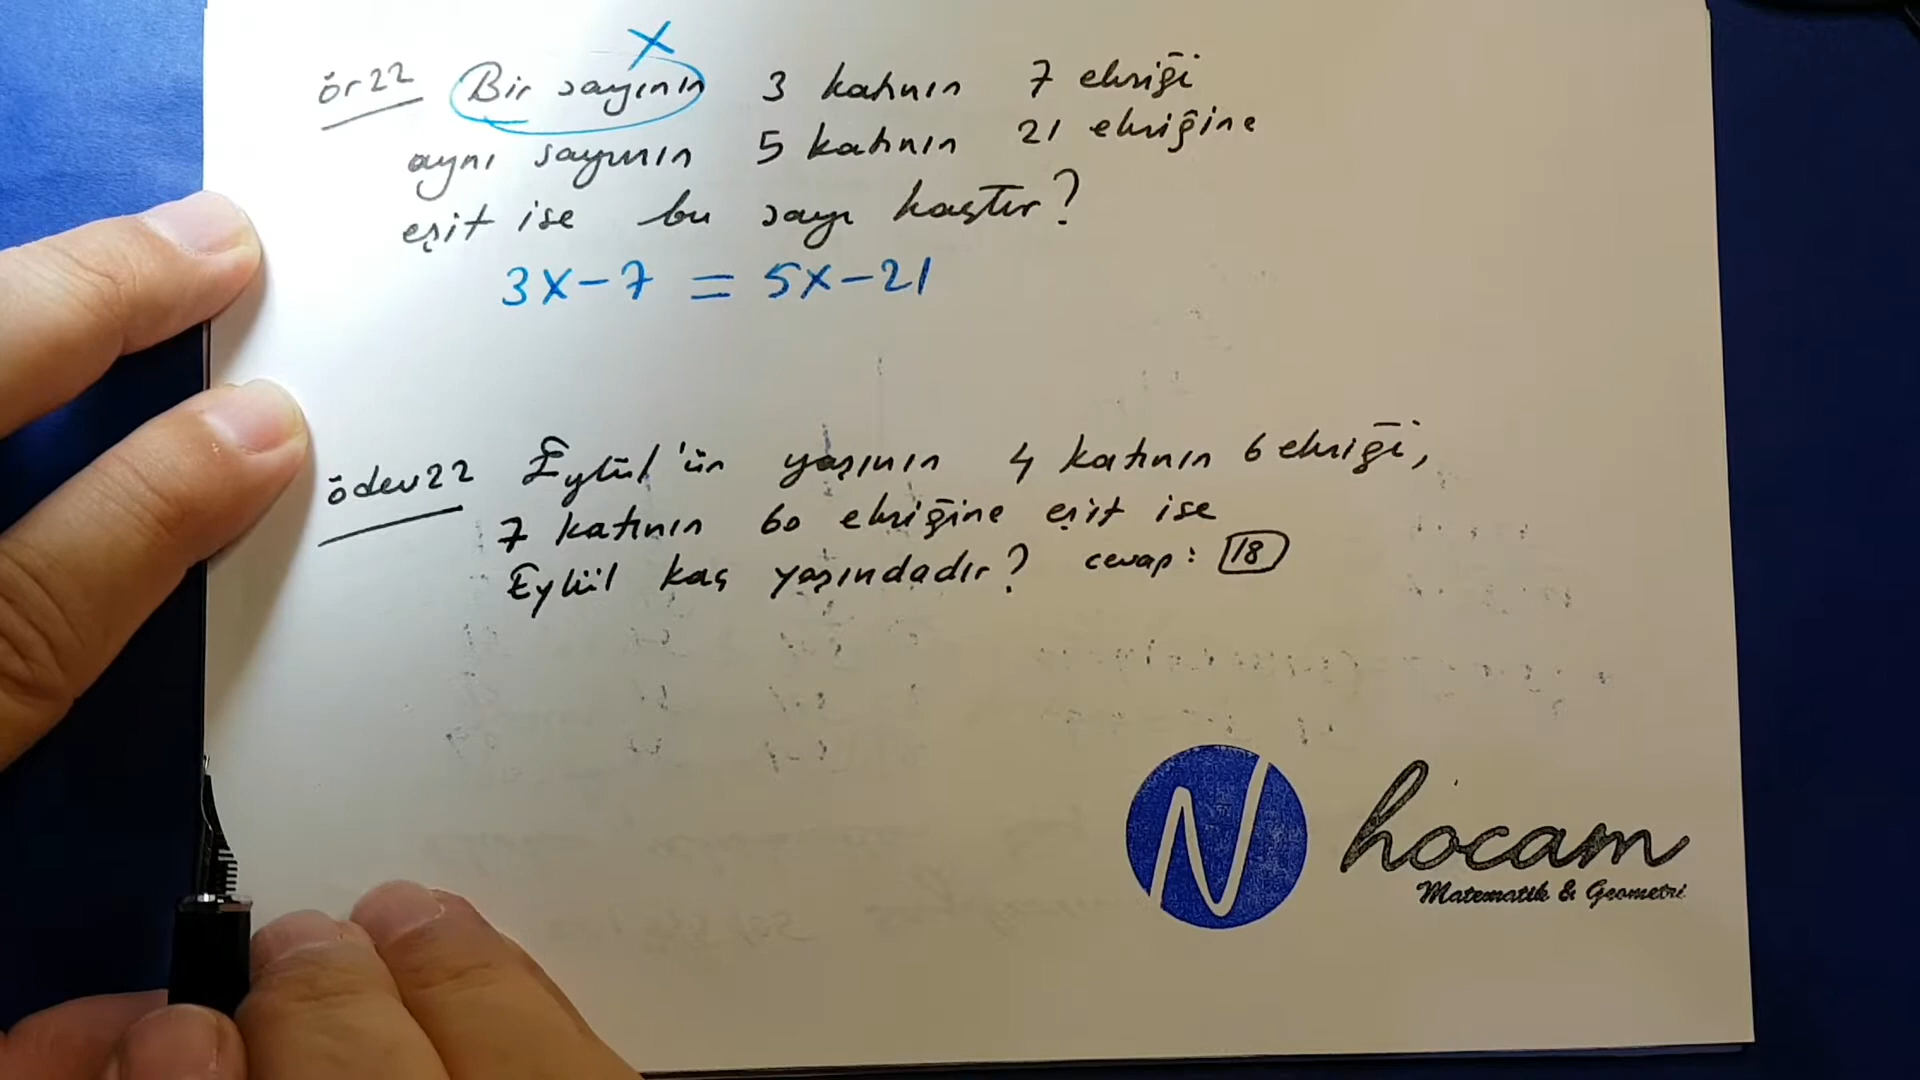 x
ör22 Bir sayının 3 katının 7 eksiği
aynı sayının 5 katının 21 eksiğine
eşit ise bu sayı kaçtır?
3x-7 = 5x-21
ödev22 Eylül'ün yaşının 4 katının 6 eksiği,
7 katının 60 eksiğine eşit ise
Eylül kaç yaşındadır? cevap: 18
N hocam
Matematik & Geometri